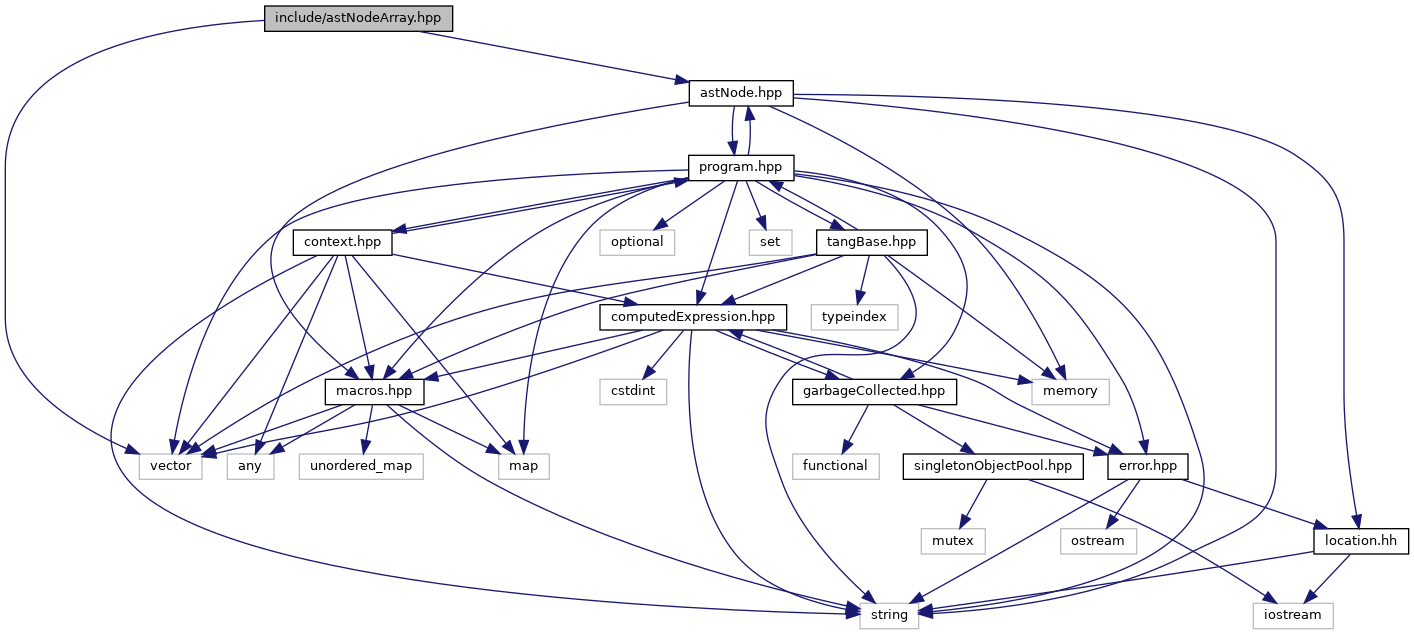 include/astNodeArray.hpp
astNode.hpp
program.hpp
context.hpp
optional
set
tangBase.hpp
computedExpression.hpp
typeindex
macros.hpp
cstdint
garbageCollected.hpp
memory
vector
any
unordered_map
map
functional
singletonObjectPool.hpp
error.hpp
mutex
ostream
location.hh
string
iostream